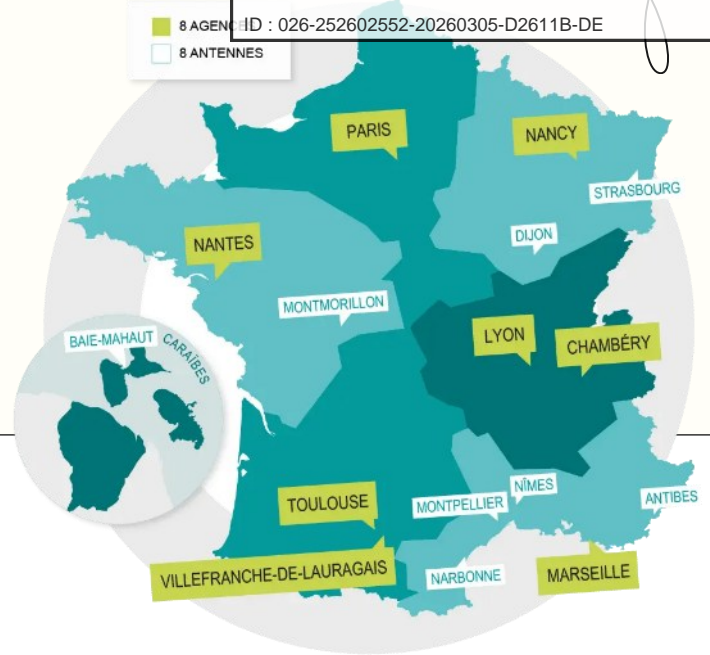 ID : 026-252602552-20260305-D2611B-DE
8 AGENC
8 ANTENNES
PARIS
NANCY
STRASBOURG
DIJON
NANTES
MONTMORILLON
LYON
CHAMBÉRY
BAIE-MAHAUT
CARAÏBES
TOULOUSE
MONTPELLIER
NÎMES
ANTIBES
VILLEFRANCHE-DE-LAURAGAIS
NARBONNE
MARSEILLE